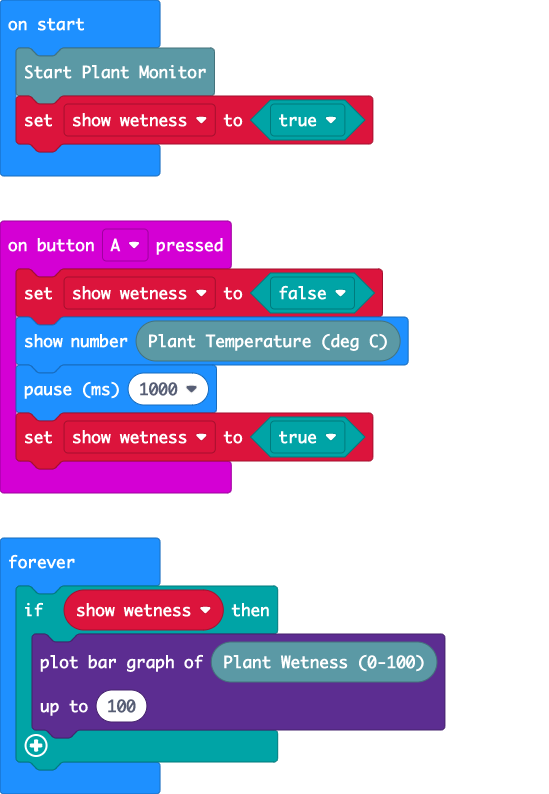 on start
Start Plant Monitor
set show wetness to true
on button A pressed
set show wetness to false
show number Plant Temperature (deg C)
pause (ms) 1000
set show wetness to true
forever
if show wetness then
plot bar graph of Plant Wetness (0-100)
up to 100